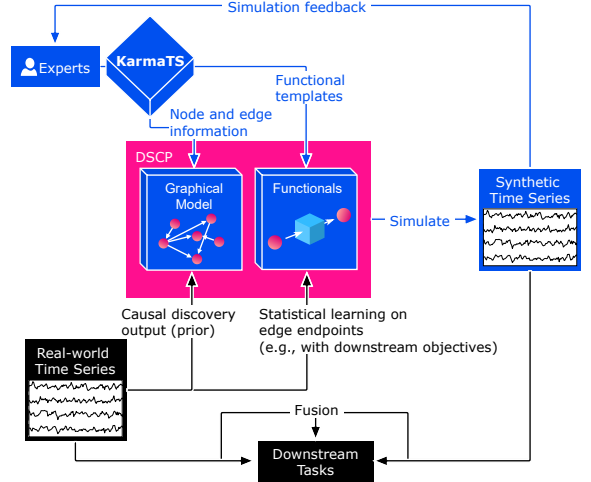 Simulation feedback
KarmaTS
Experts
Functional
templates
Node and edge
information
DSCP
Graphical
Model
Functionals
Simulate
Synthetic
Time Series
Causal discovery
output (prior)
Statistical learning on
edge endpoints
(e.g., with downstream objectives)
Real-world
Time Series
Fusion
Downstream
Tasks